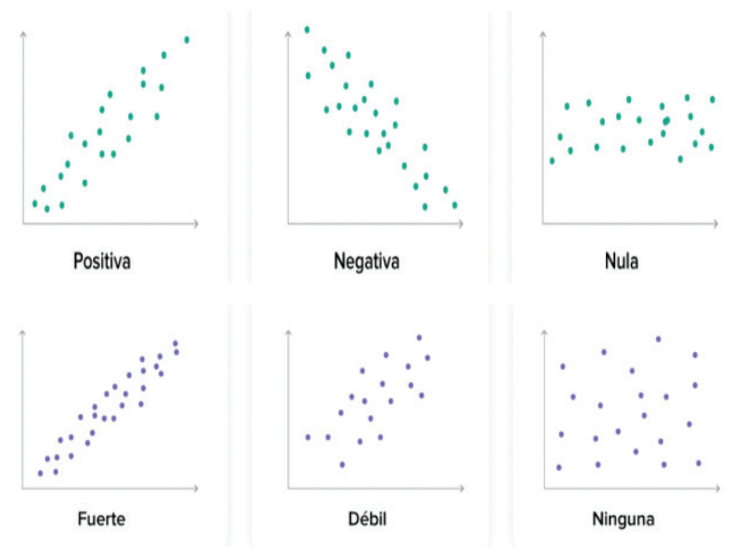 Positiva
Negativa
Nula
Fuerte
Débil
Ninguna